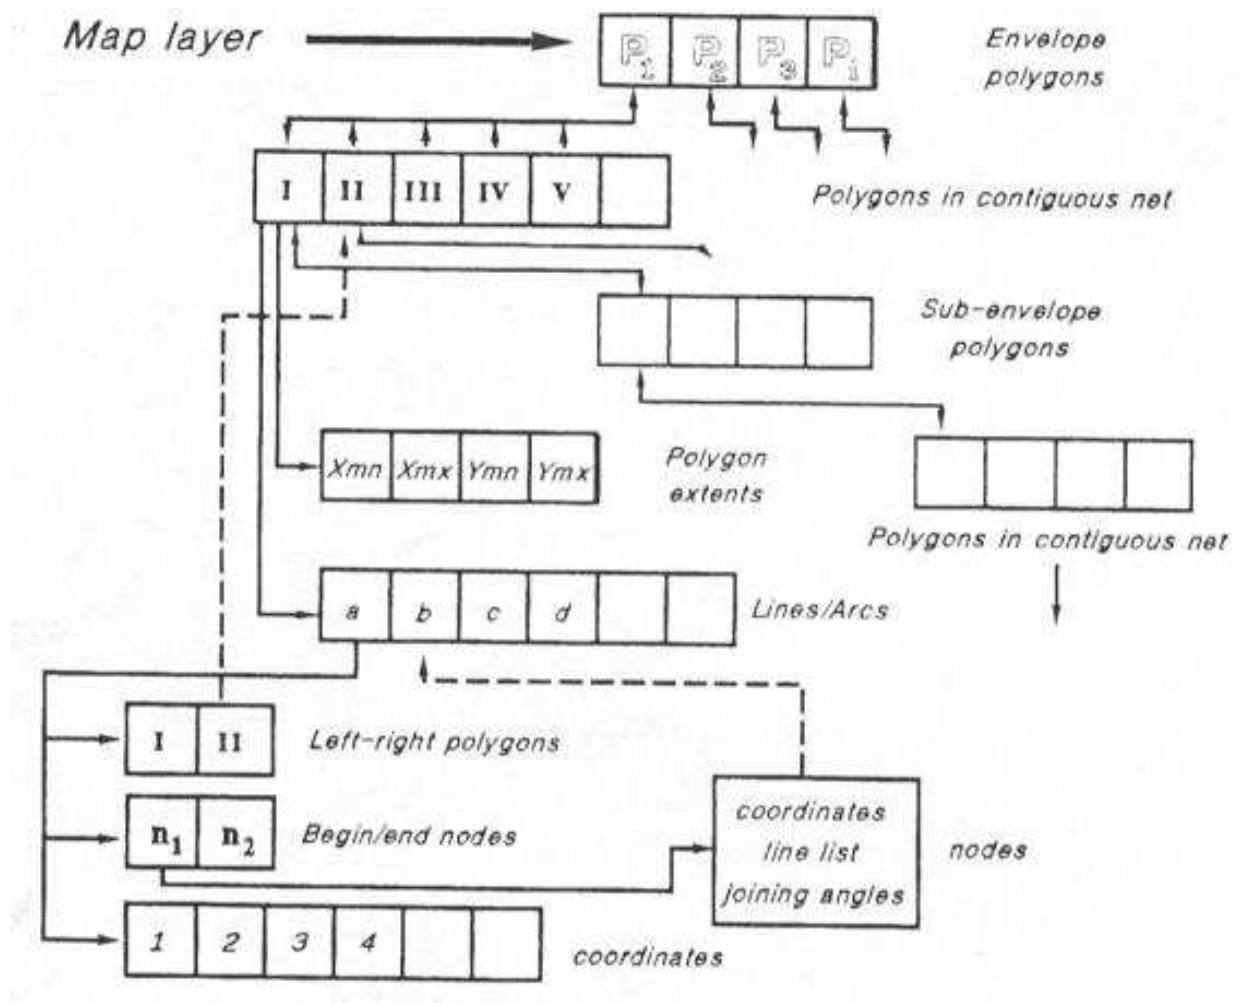 Map layer
P1 P2 P3 Pi
Envelope
polygons
I II III IV V
Polygons in contiguous net
Sub-envelope
polygons
Xmn Xmx Ymn Ymx
Polygon
extents
Polygons in contiguous net
a b c d
Lines/Arcs
I II
Left-right polygons
n1 n2
Begin/end nodes
coordinates
line list
joining angles
nodes
1 2 3 4
coordinates